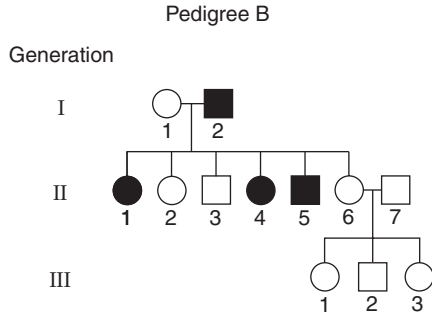 Pedigree B
Generation
I
1 2
II
1 2 3 4 5 6 7
III
1 2 3